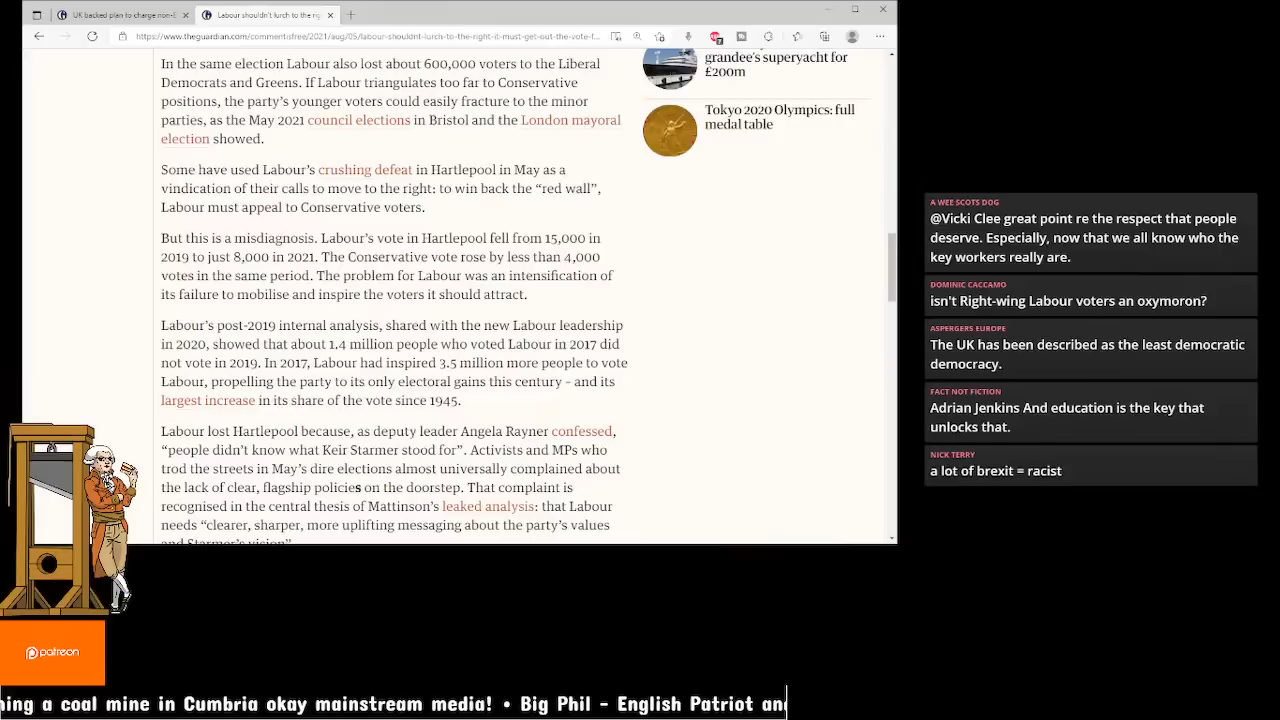 UK backed plan to charge non-E
Labour shouldn't lurch to the rig
https://www.theguardian.com/commentisfree/2021/aug/05/labour-shouldnt-lurch-to-the-right-it-must-get-out-the-vote-f...
In the same election Labour also lost about 600,000 voters to the Liberal
Democrats and Greens. If Labour triangulates too far to Conservative
positions, the party's younger voters could easily fracture to the minor
parties, as the May 2021 council elections in Bristol and the London mayoral
election showed.
Some have used Labour's crushing defeat in Hartlepool in May as a
vindication of their calls to move to the right: to win back the “red wall”,
Labour must appeal to Conservative voters.
But this is a misdiagnosis. Labour's vote in Hartlepool fell from 15,000 in
2019 to just 8,000 in 2021. The Conservative vote rose by less than 4,000
votes in the same period. The problem for Labour was an intensification of
its failure to mobilise and inspire the voters it should attract.
Labour's post-2019 internal analysis, shared with the new Labour leadership
in 2020, showed that about 1.4 million people who voted Labour in 2017 did
not vote in 2019. In 2017, Labour had inspired 3.5 million more people to vote
Labour, propelling the party to its only electoral gains this century – and its
largest increase in its share of the vote since 1945.
Labour lost Hartlepool because, as deputy leader Angela Rayner confessed,
“people didn't know what Keir Starmer stood for”. Activists and MPs who
trod the streets in May's dire elections almost universally complained about
the lack of clear, flagship policies on the doorstep. That complaint is
recognised in the central thesis of Mattinson's leaked analysis: that Labour
needs “clearer, sharper, more uplifting messaging about the party's values
and Starmer's vision”
grandee's superyacht for
£200m
Tokyo 2020 Olympics: full
medal table
A WEE SCOTS DOG
@Vicki Clee great point re the respect that people
deserve. Especially, now that we all know who the
key workers really are.
DOMINIC CACCAMO
isn't Right-wing Labour voters an oxymoron?
ASPERGERS EUROPE
The UK has been described as the least democratic
democracy.
FACT NOT FICTION
Adrian Jenkins And education is the key that
unlocks that.
NICK TERRY
a lot of brexit = racist
patreon
ning a coal mine in Cumbria okay mainstream media! • Big Phil - English Patriot and